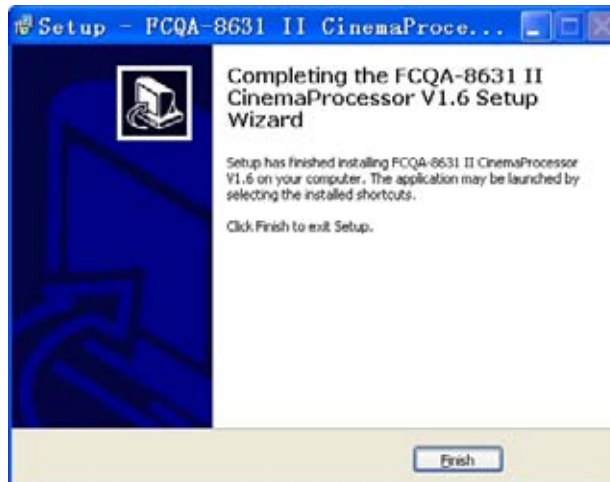 Setup - FCQA-8631 II CinemaProce...
Completing the FCQA-8631 II
CinemaProcessor V1.6 Setup
Wizard
Setup has finished installing FCQA-8631 II CinemaProcessor
V1.6 on your computer. The application may be launched by
selecting the installed shortcuts.
Click Finish to exit Setup.
Finish